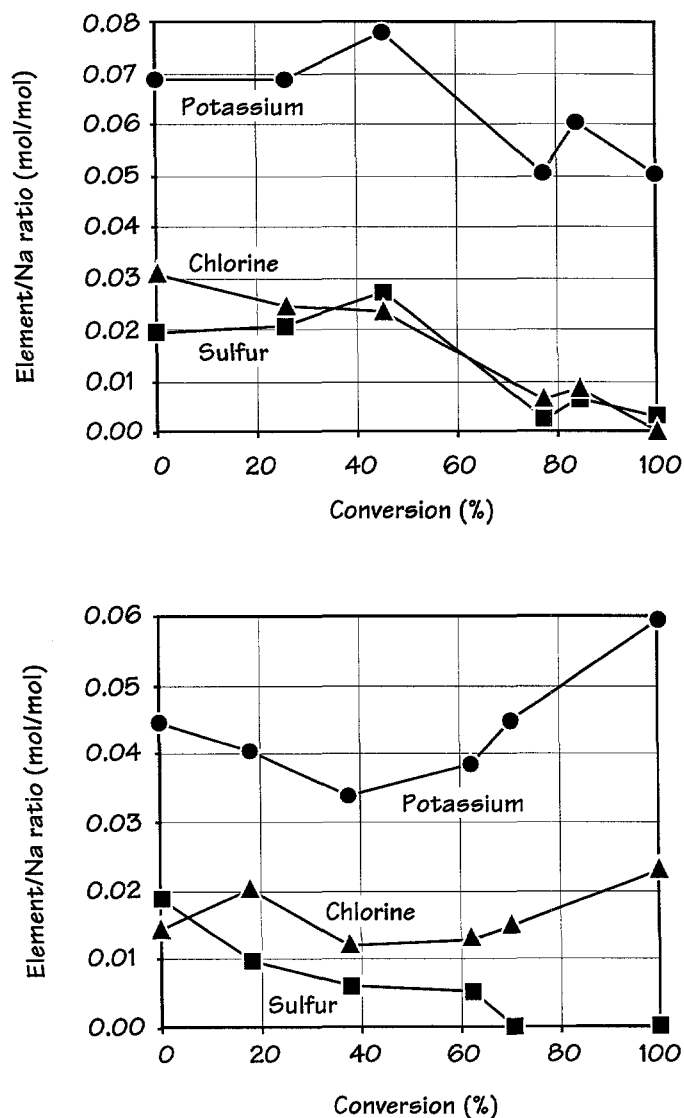 0.08
0.07
0.06
0.05
0.04
0.03
0.02
0.01
0.00
Element/Na ratio (mol/mol)
Potassium
Chlorine
Sulfur
0 20 40 60 80 100
Conversion (%)
0.06
0.05
0.04
0.03
0.02
0.01
0.00
Element/Na ratio (mol/mol)
Potassium
Chlorine
Sulfur
0 20 40 60 80 100
Conversion (%)